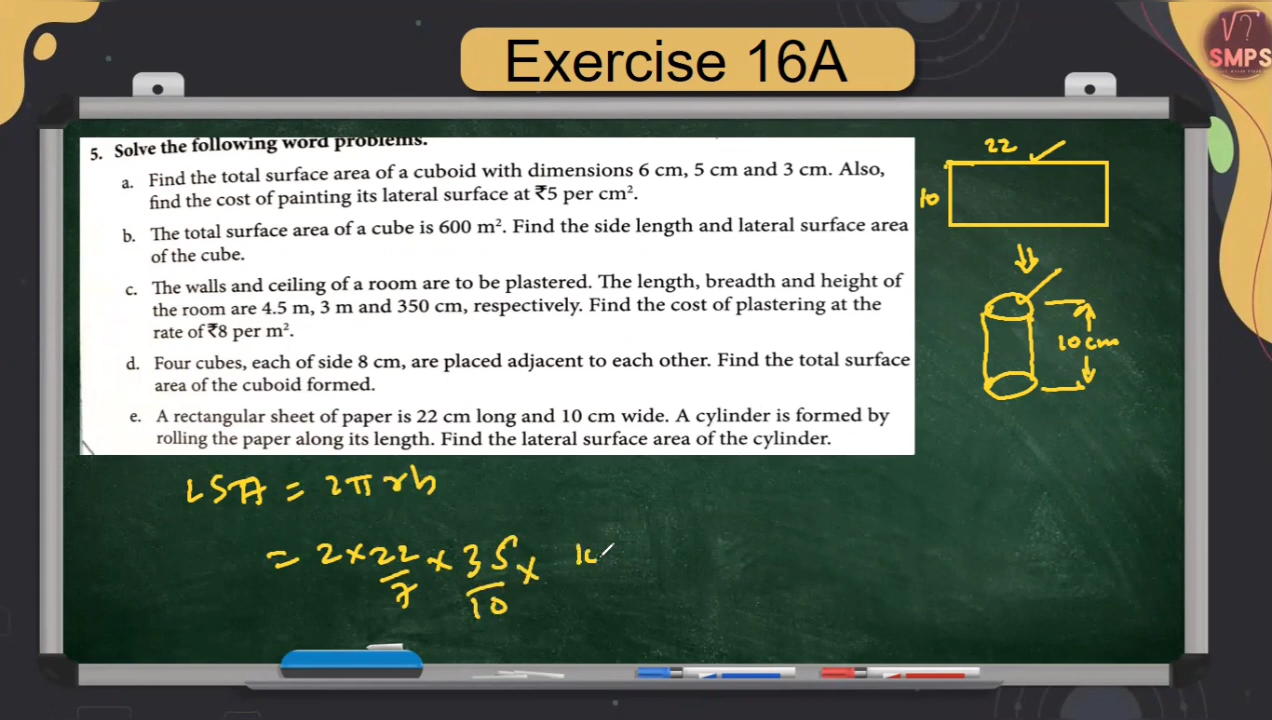 Exercise 16A
√?
SMPS
5. Solve the following word problems.
a. Find the total surface area of a cuboid with dimensions 6 cm, 5 cm and 3 cm. Also,
find the cost of painting its lateral surface at ₹5 per cm².
b. The total surface area of a cube is 600 m². Find the side length and lateral surface area
of the cube.
c. The walls and ceiling of a room are to be plastered. The length, breadth and height of
the room are 4.5 m, 3 m and 350 cm, respectively. Find the cost of plastering at the
rate of ₹8 per m².
d. Four cubes, each of side 8 cm, are placed adjacent to each other. Find the total surface
area of the cuboid formed.
e. A rectangular sheet of paper is 22 cm long and 10 cm wide. A cylinder is formed by
rolling the paper along its length. Find the lateral surface area of the cylinder.
22
10
10cm
LSA = 2πrh
= 2 × 22/7 × 35/10 ×